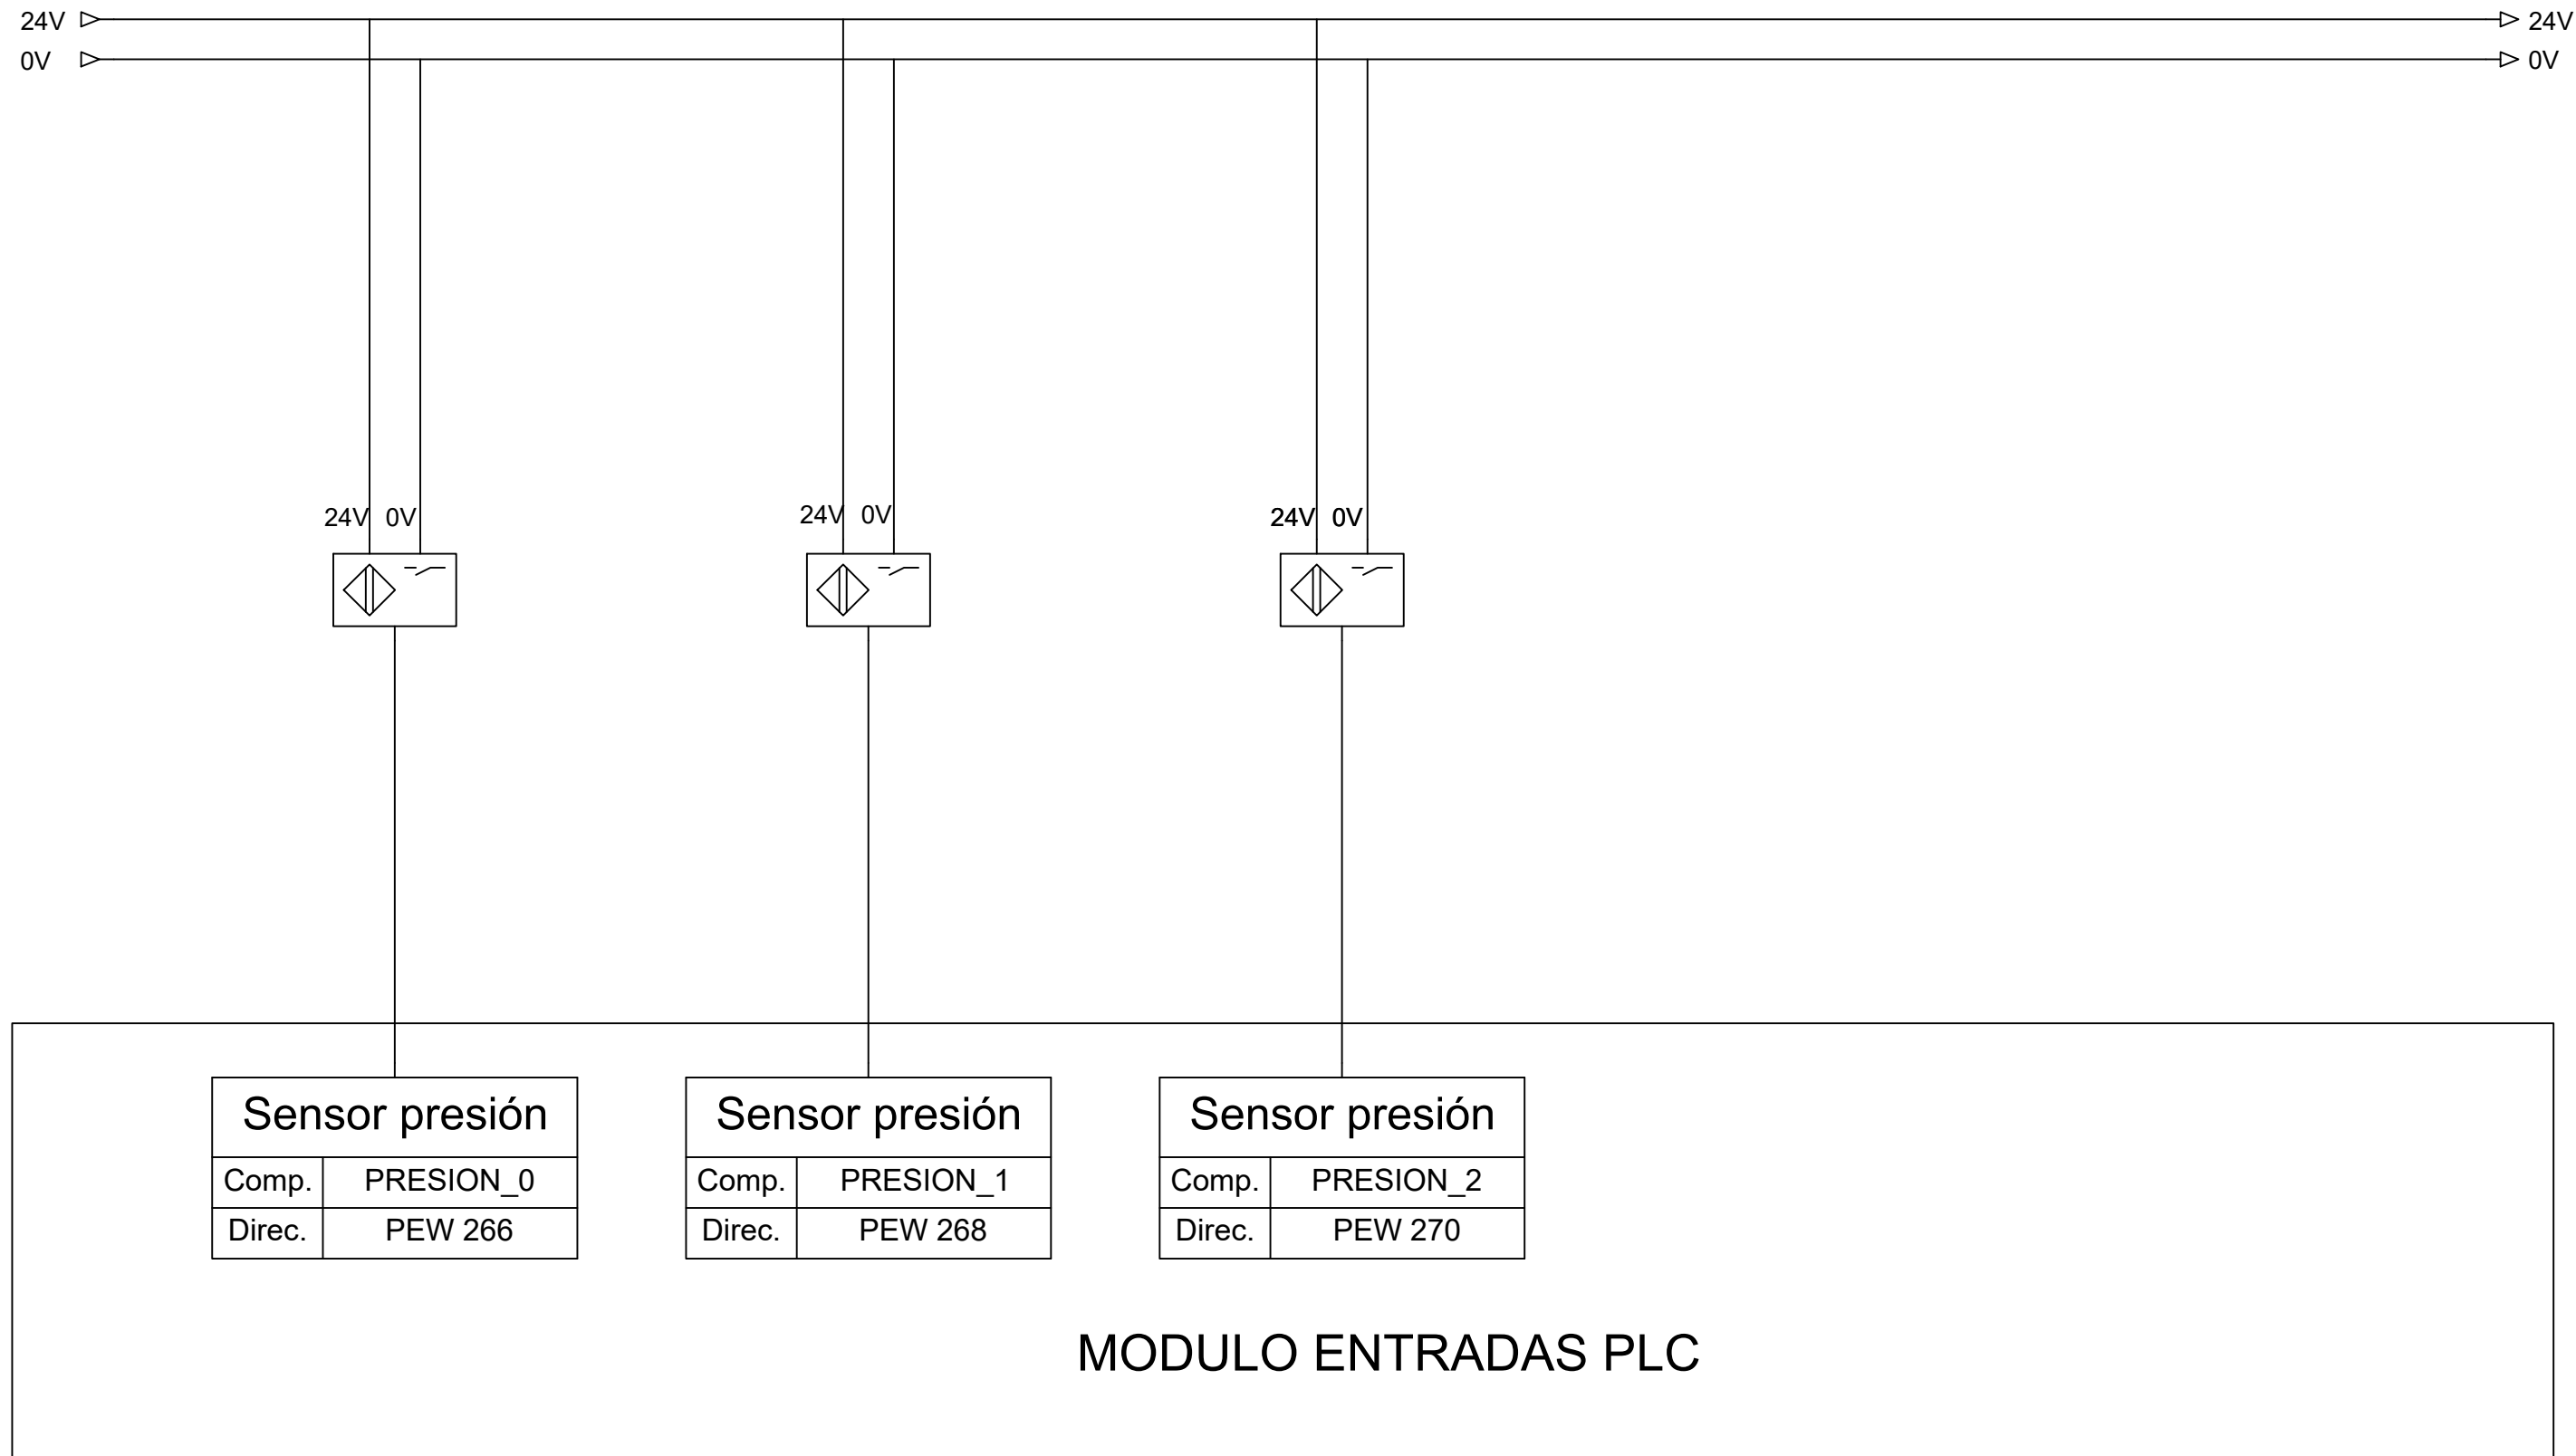 24V 24V
0V 0V
24V 0V 24V 0V 24V 0V
Sensor presión Sensor presión Sensor presión
Comp. PRESION_0 Comp. PRESION_1 Comp. PRESION_2
Direc. PEW 266 Direc. PEW 268 Direc. PEW 270
MODULO ENTRADAS PLC